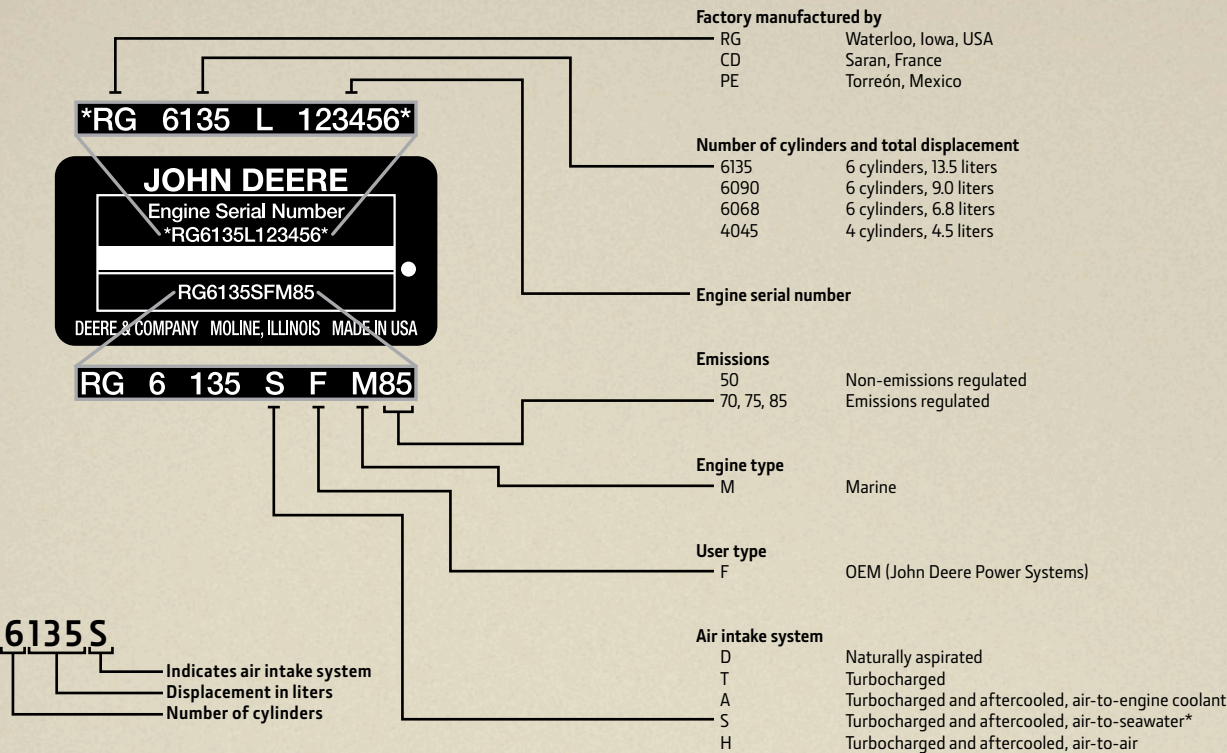 Factory manufactured by
RG Waterloo, Iowa, USA
CD Saran, France
PE Torreón, Mexico
*RG 6135 L 123456*
Number of cylinders and total displacement
6135 6 cylinders, 13.5 liters
6090 6 cylinders, 9.0 liters
6068 6 cylinders, 6.8 liters
4045 4 cylinders, 4.5 liters
JOHN DEERE
Engine Serial Number
*RG6135L123456*
RG6135SFM85
DEERE & COMPANY MOLINE, ILLINOIS MADE IN USA
Engine serial number
RG 6 135 S F M85
Emissions
50 Non-emissions regulated
70, 75, 85 Emissions regulated
Engine type
M Marine
User type
F OEM (John Deere Power Systems)
6135S
Indicates air intake system
Displacement in liters
Number of cylinders
Air intake system
D Naturally aspirated
T Turbocharged
A Turbocharged and aftercooled, air-to-engine coolant
S Turbocharged and aftercooled, air-to-seawater*
H Turbocharged and aftercooled, air-to-air